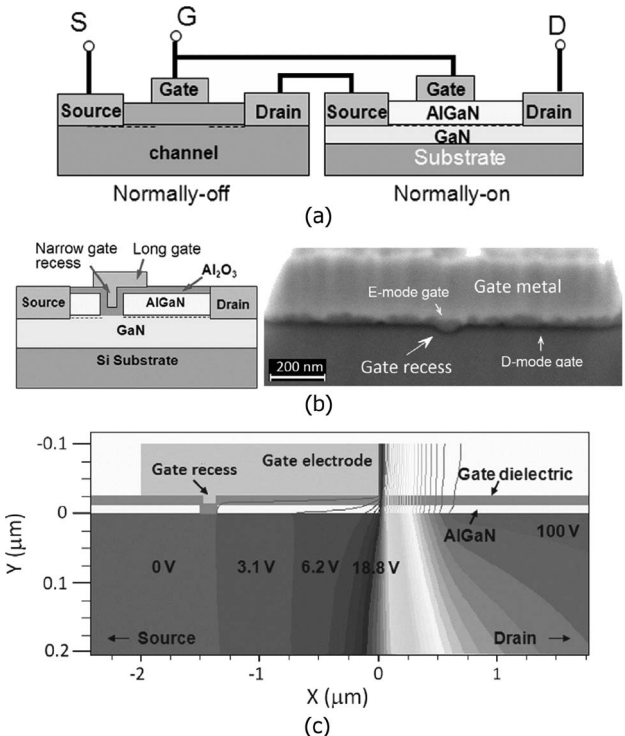 S G D
Gate Gate
Source Drain Source AlGaN Drain
GaN
channel Substrate
Normally-off Normally-on
(a)
Narrow gate recess Long gate
Al₂O₃
Source AlGaN Drain
GaN
Si Substrate
E-mode gate Gate metal
Gate recess D-mode gate
200 nm
(b)
-0.1
Gate recess Gate electrode Gate dielectric
0
AlGaN
100 V
0 V 3.1 V 6.2 V 18.8 V
Y (μm)
0.1
← Source Drain →
0.2
-2 -1 0 1
X (μm)
(c)